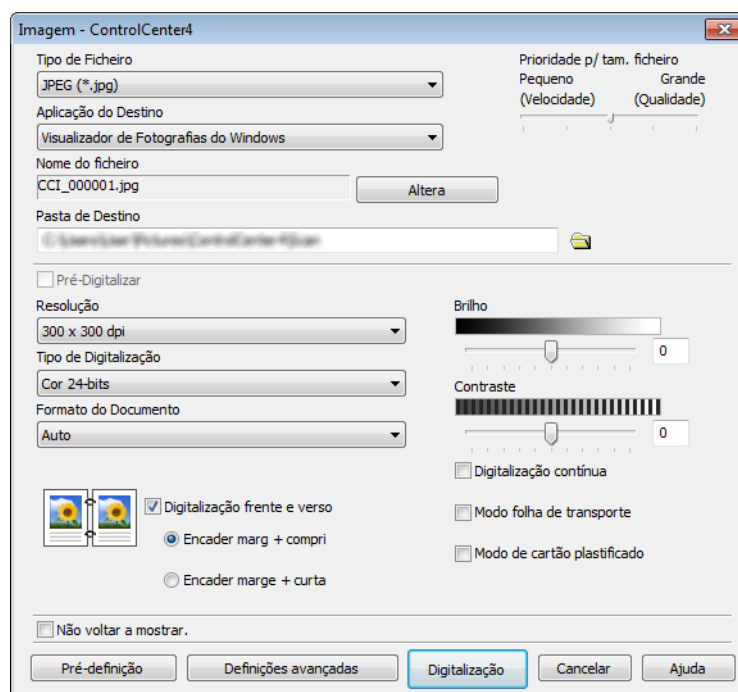 Imagem - ControlCenter4
Tipo de Ficheiro
JPEG (*.jpg)
Aplicação do Destino
Visualizador de Fotografias do Windows
Nome do ficheiro
CCI_000001.jpg
Altera
Pasta de Destino
Prioridade p/ tam. ficheiro
Pequeno Grande
(Velocidade) (Qualidade)
Pré-Digitalizar
Resolução
300 x 300 dpi
Tipo de Digitalização
Cor 24-bits
Formato do Documento
Auto
Brilho
0
Contraste
0
Digitalização frente e verso
Encader marg + compri
Encader marge + curta
Digitalização contínua
Modo folha de transporte
Modo de cartão plastificado
Não voltar a mostrar.
Pré-definição Definições avançadas Digitalização Cancelar Ajuda